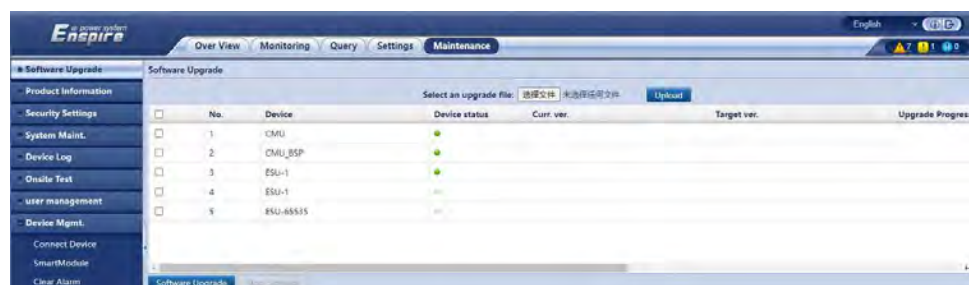 e power system
Enspire
English
Over View Monitoring Query Settings Maintenance
7 1 0
Software Upgrade
Software Upgrade
Product Information
Select an upgrade file: 选择文件 未选择任何文件 Upload
Security Settings
No. Device Device status Curr. ver. Target ver. Upgrade Progres
System Maint.
1 CMU
Device Log
2 CMU_BSP
Onsite Test
3 ESU-1
user management
4 ESU-1
5 ESU-65535
Device Mgmt.
Connect Device
SmartModule
Clear Alarm
Software Upgrade